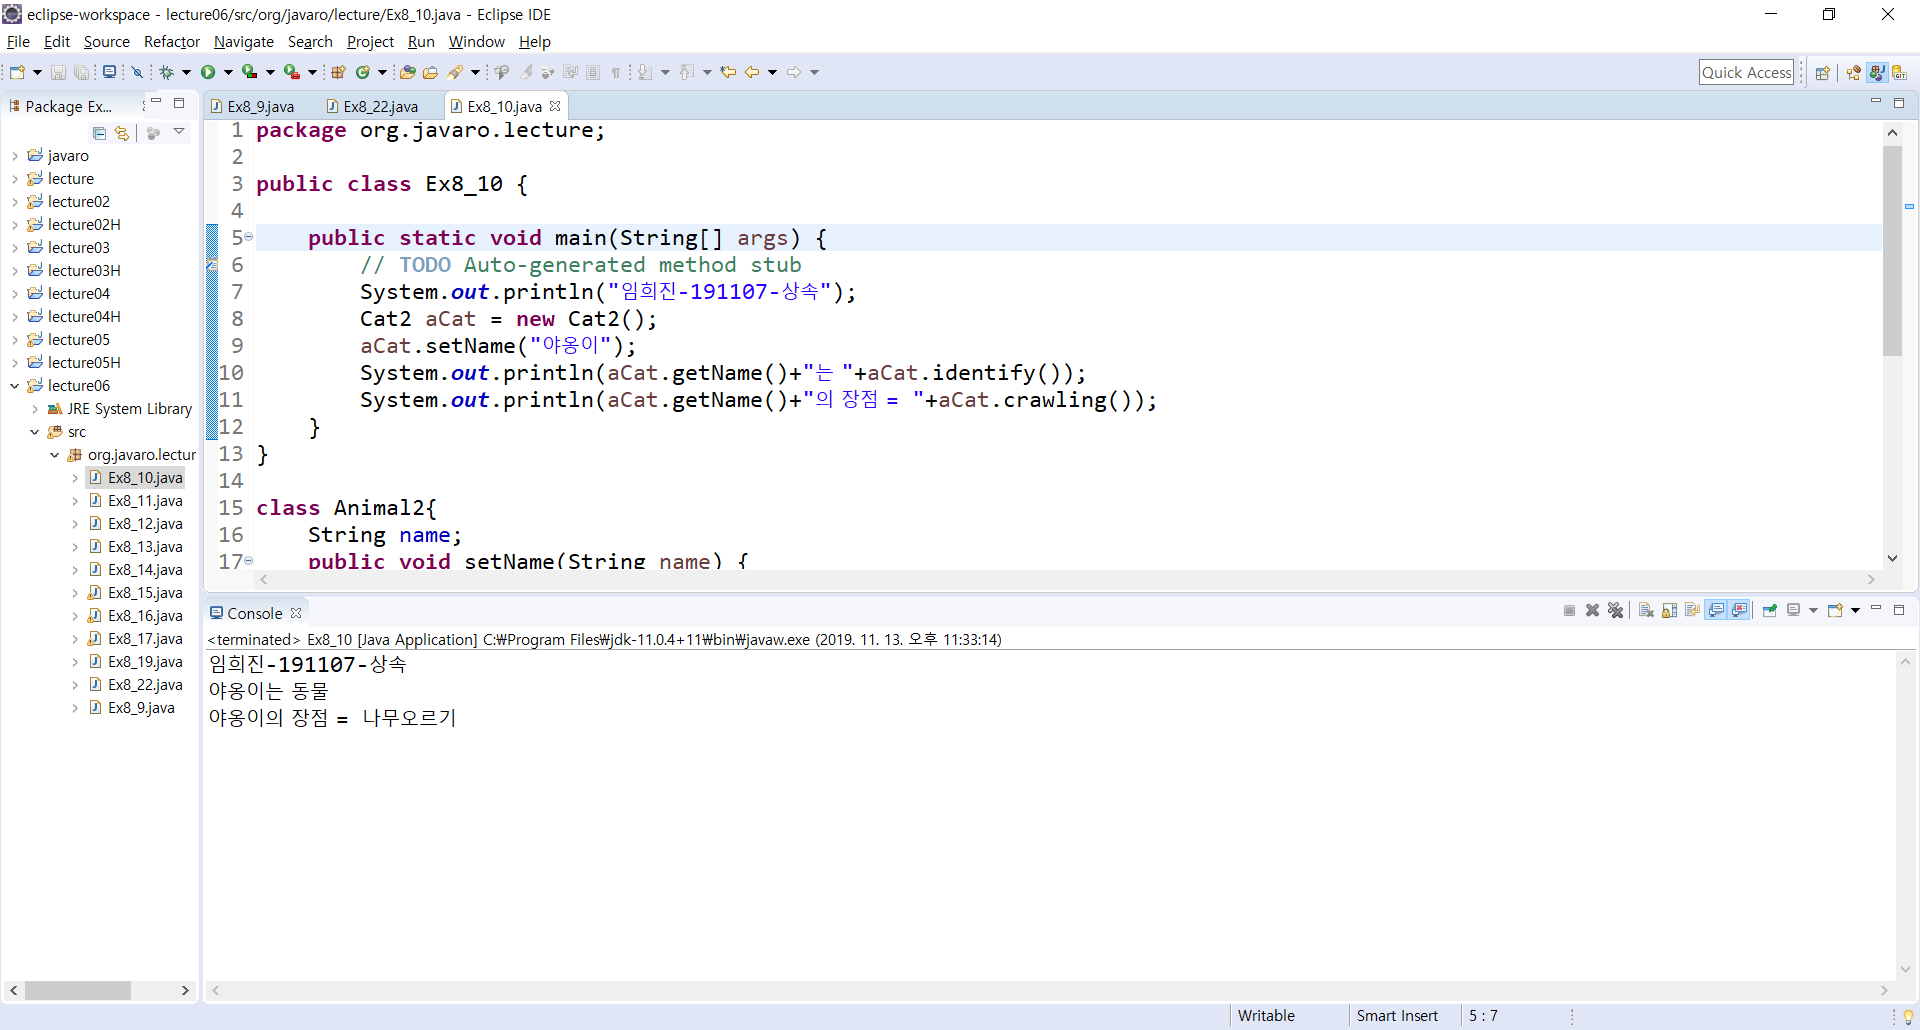 eclipse-workspace - lecture06/src/org/javaro/lecture/Ex8_10.java - Eclipse IDE
File Edit Source Refactor Navigate Search Project Run Window Help
Quick Access
Package Ex...
javaro
lecture
lecture02
lecture02H
lecture03
lecture03H
lecture04
lecture04H
lecture05
lecture05H
lecture06
JRE System Library
src
org.javaro.lectur
Ex8_10.java
Ex8_11.java
Ex8_12.java
Ex8_13.java
Ex8_14.java
Ex8_15.java
Ex8_16.java
Ex8_17.java
Ex8_19.java
Ex8_22.java
Ex8_9.java
Ex8_9.java Ex8_22.java Ex8_10.java
1 package org.javaro.lecture;
2
3 public class Ex8_10 {
4
5 public static void main(String[] args) {
6 // TODO Auto-generated method stub
7 System.out.println("임희진-191107-상속");
8 Cat2 aCat = new Cat2();
9 aCat.setName("야옹이");
10 System.out.println(aCat.getName()+"는 "+aCat.identify());
11 System.out.println(aCat.getName()+"의 장점 = "+aCat.crawling());
12 }
13 }
14
15 class Animal2{
16 String name;
17 public void setName(String name) {
Console
<terminated> Ex8_10 [Java Application] C:₩Program Files₩jdk-11.0.4+11₩bin₩javaw.exe (2019. 11. 13. 오후 11:33:14)
임희진-191107-상속
야옹이는 동물
야옹이의 장점 = 나무오르기
Writable Smart Insert 5 : 7